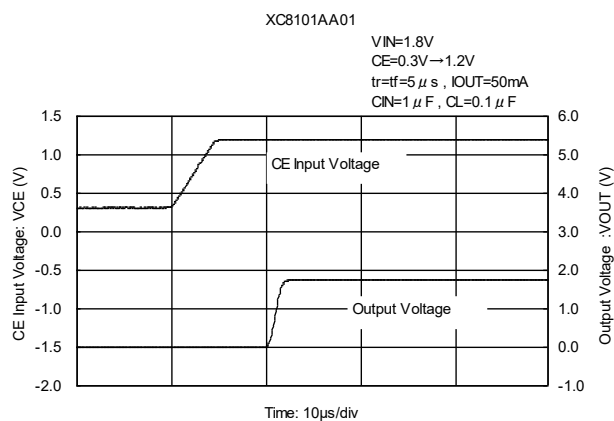 XC8101AA01
VIN=1.8V
CE=0.3V→1.2V
tr=tf=5μs , IOUT=50mA
CIN=1μF , CL=0.1μF
CE Input Voltage: VCE (V)
1.5
1.0
0.5
0.0
-0.5
-1.0
-1.5
-2.0
CE Input Voltage
Output Voltage
6.0
5.0
4.0
3.0
2.0
1.0
0.0
-1.0
Output Voltage :VOUT (V)
Time: 10μs/div